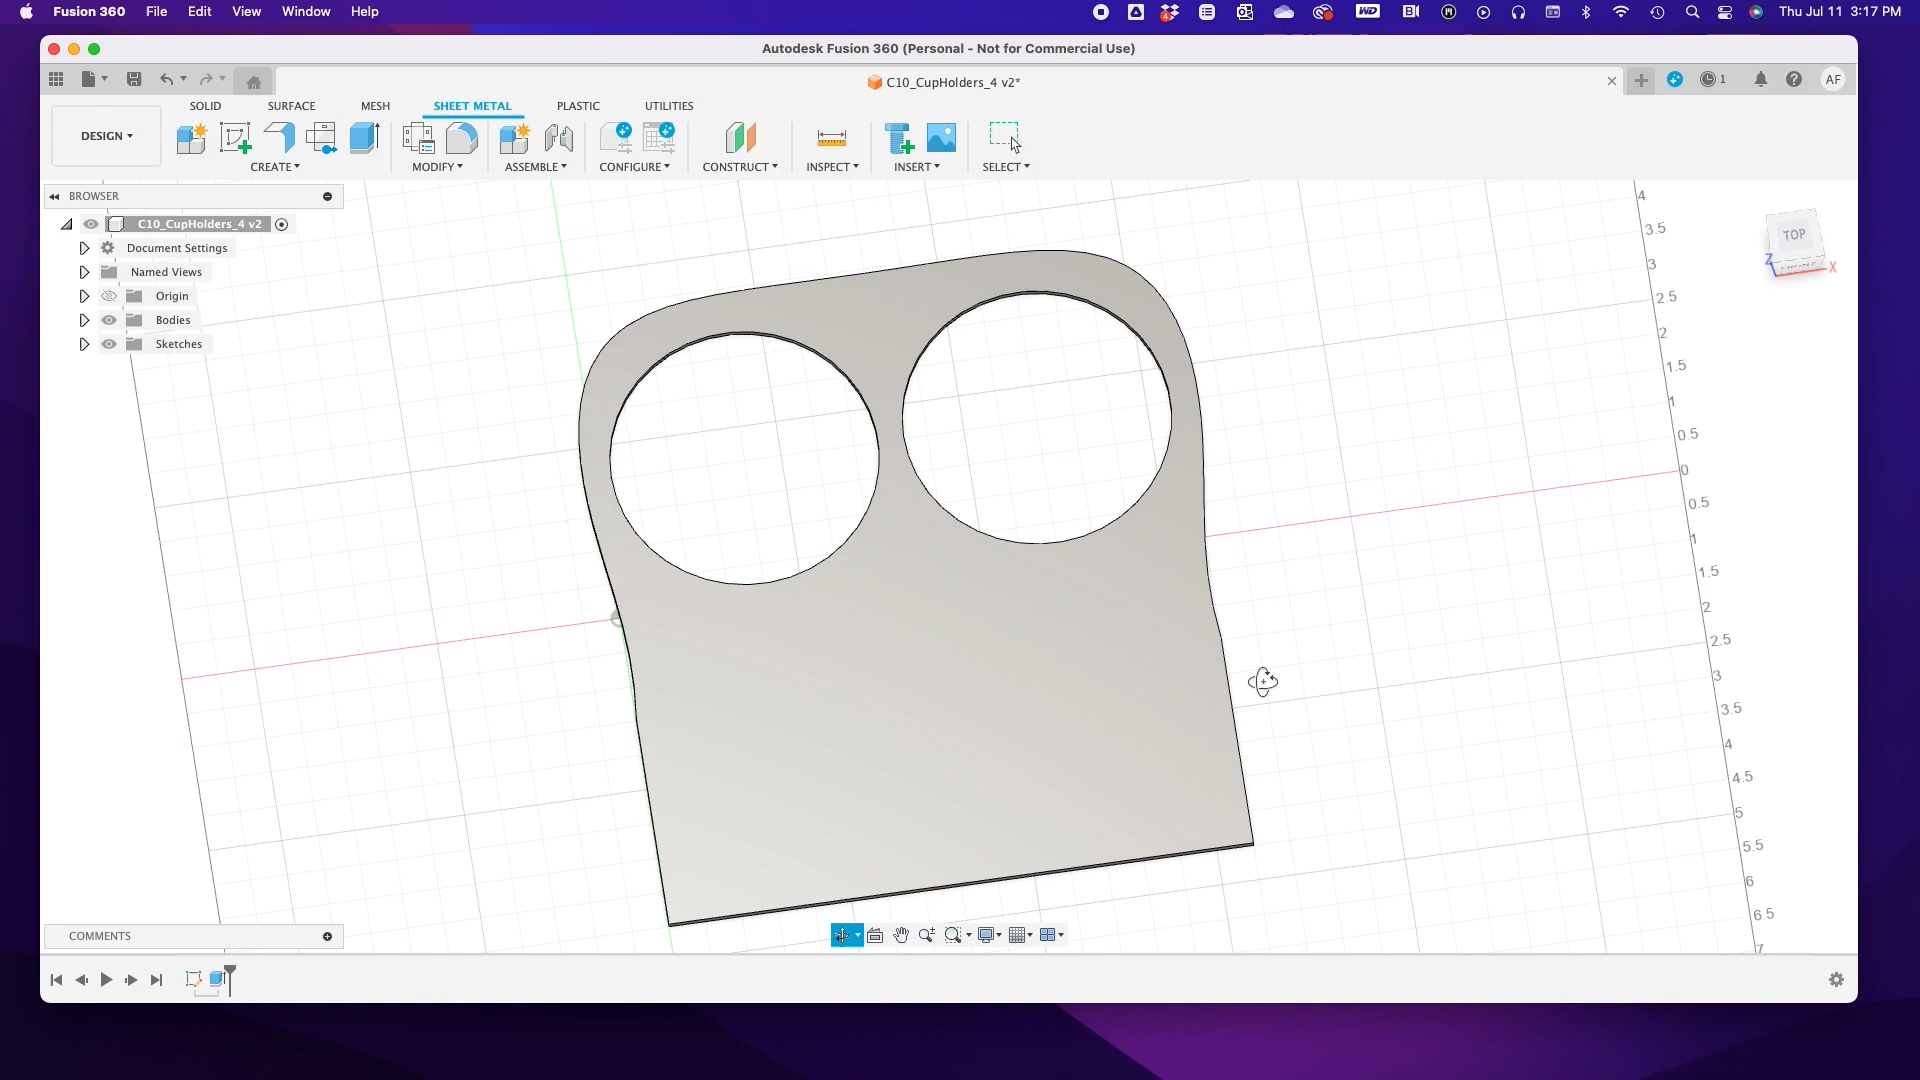 Fusion 360 File Edit View Window Help
4 WD Thu Jul 11 3:17 PM
Autodesk Fusion 360 (Personal - Not for Commercial Use)
C10_CupHolders_4 v2*
1 AF
SOLID SURFACE MESH SHEET METAL PLASTIC UTILITIES
DESIGN
CREATE MODIFY ASSEMBLE CONFIGURE CONSTRUCT INSPECT INSERT SELECT
BROWSER
C10_CupHolders_4 v2
Document Settings
Named Views
Origin
Bodies
Sketches
TOP
Z X
4
3.5
3
2.5
2
1.5
1
0.5
0
0.5
1
1.5
2
2.5
3
3.5
4
4.5
5
5.5
6
6.5
7
COMMENTS